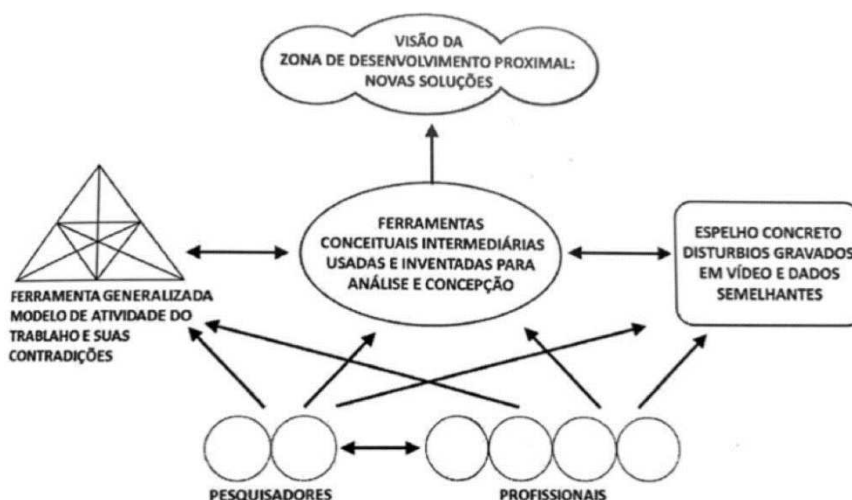 VISÃO DA
ZONA DE DESENVOLVIMENTO PROXIMAL:
NOVAS SOLUÇÕES
FERRAMENTAS
CONCEITUAIS INTERMEDIÁRIAS
USADAS E INVENTADAS PARA
ANÁLISE E CONCEPÇÃO
ESPELHO CONCRETO
DISTURBIOS GRAVADOS
EM VÍDEO E DADOS
SEMELHANTES
FERRAMENTA GENERALIZADA
MODELO DE ATIVIDADE DO
TRABLAHO E SUAS
CONTRADIÇÕES
PESQUISADORES
PROFISSIONAIS